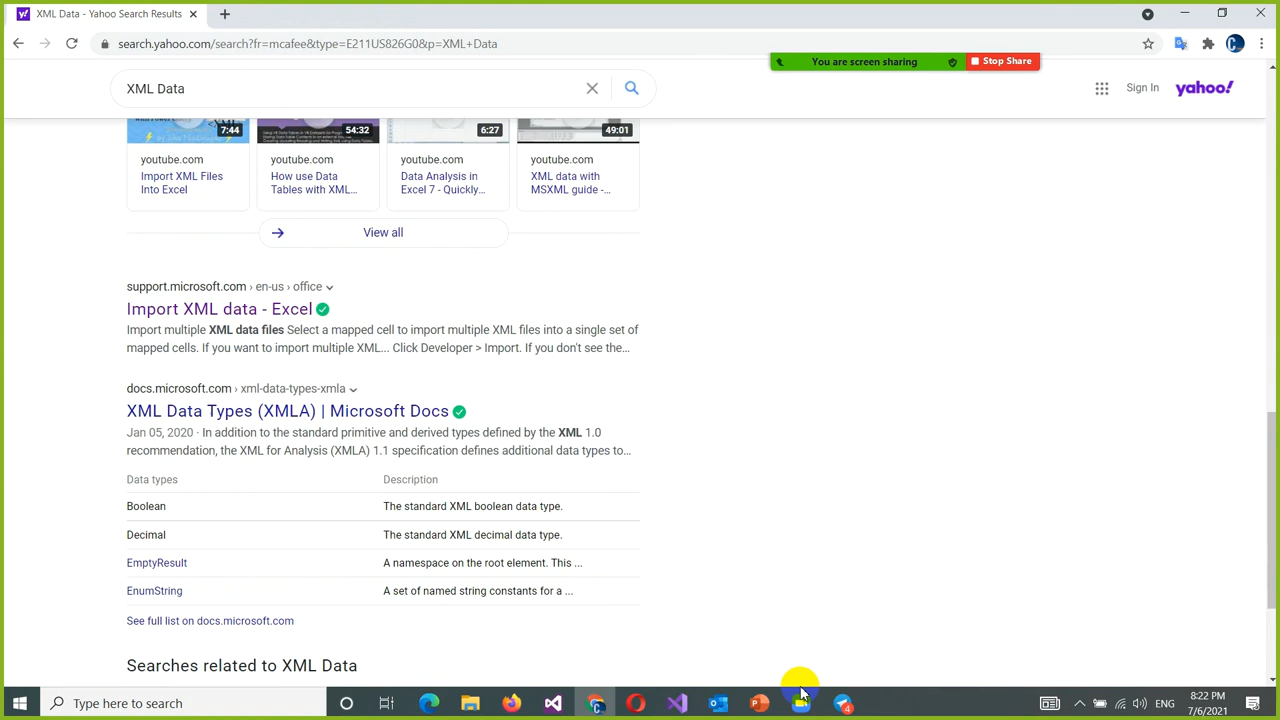 XML Data - Yahoo Search Results
search.yahoo.com/search?fr=mcafee&type=E211US826G0&p=XML+Data
You are screen sharing
Stop Share
XML Data
Sign In
yahoo!
7:44
54:32
6:27
49:01
youtube.com
Import XML Files
Into Excel
youtube.com
How use Data
Tables with XML...
youtube.com
Data Analysis in
Excel 7 - Quickly...
youtube.com
XML data with
MSXML guide -...
View all
support.microsoft.com › en-us › office
Import XML data - Excel
Import multiple XML data files Select a mapped cell to import multiple XML files into a single set of
mapped cells. If you want to import multiple XML... Click Developer > Import. If you don't see the...
docs.microsoft.com › xml-data-types-xmla
XML Data Types (XMLA) | Microsoft Docs
Jan 05, 2020 · In addition to the standard primitive and derived types defined by the XML 1.0
recommendation, the XML for Analysis (XMLA) 1.1 specification defines additional data types to...
Data types Description
Boolean The standard XML boolean data type.
Decimal The standard XML decimal data type.
EmptyResult A namespace on the root element. This ...
EnumString A set of named string constants for a ...
See full list on docs.microsoft.com
Searches related to XML Data
Type here to search
4
ENG
8:22 PM
7/6/2021